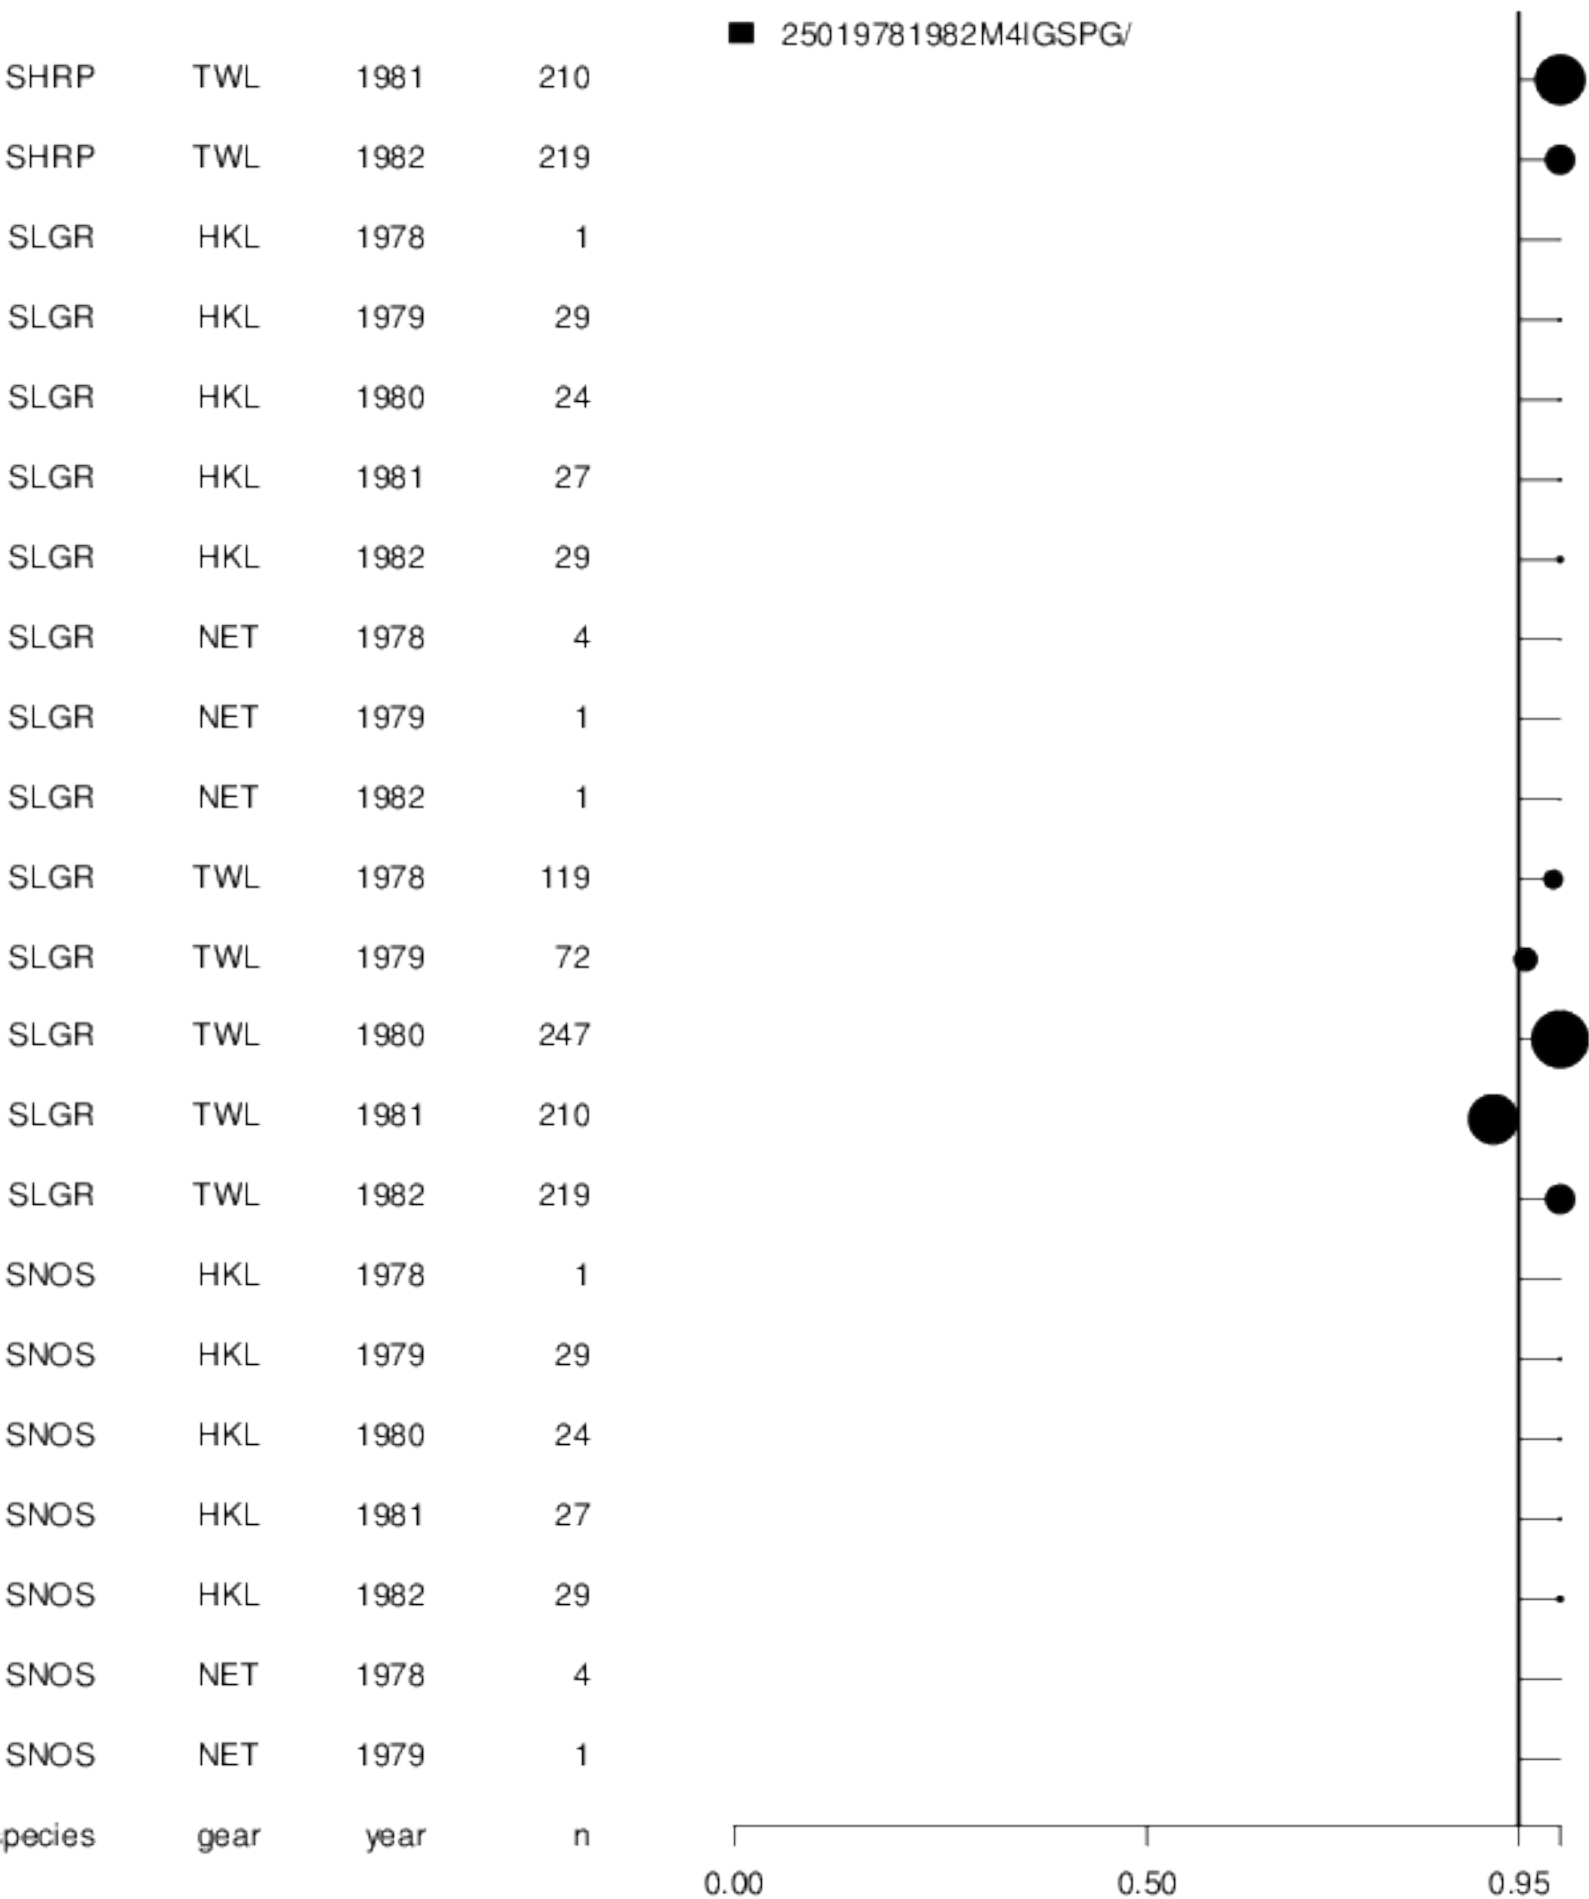 25019781982M4IGSPG/
SHRP TWL 1981 210
SHRP TWL 1982 219
SLGR HKL 1978 1
SLGR HKL 1979 29
SLGR HKL 1980 24
SLGR HKL 1981 27
SLGR HKL 1982 29
SLGR NET 1978 4
SLGR NET 1979 1
SLGR NET 1982 1
SLGR TWL 1978 119
SLGR TWL 1979 72
SLGR TWL 1980 247
SLGR TWL 1981 210
SLGR TWL 1982 219
SNOS HKL 1978 1
SNOS HKL 1979 29
SNOS HKL 1980 24
SNOS HKL 1981 27
SNOS HKL 1982 29
SNOS NET 1978 4
SNOS NET 1979 1
pecies gear year n
0.00 0.50 0.95